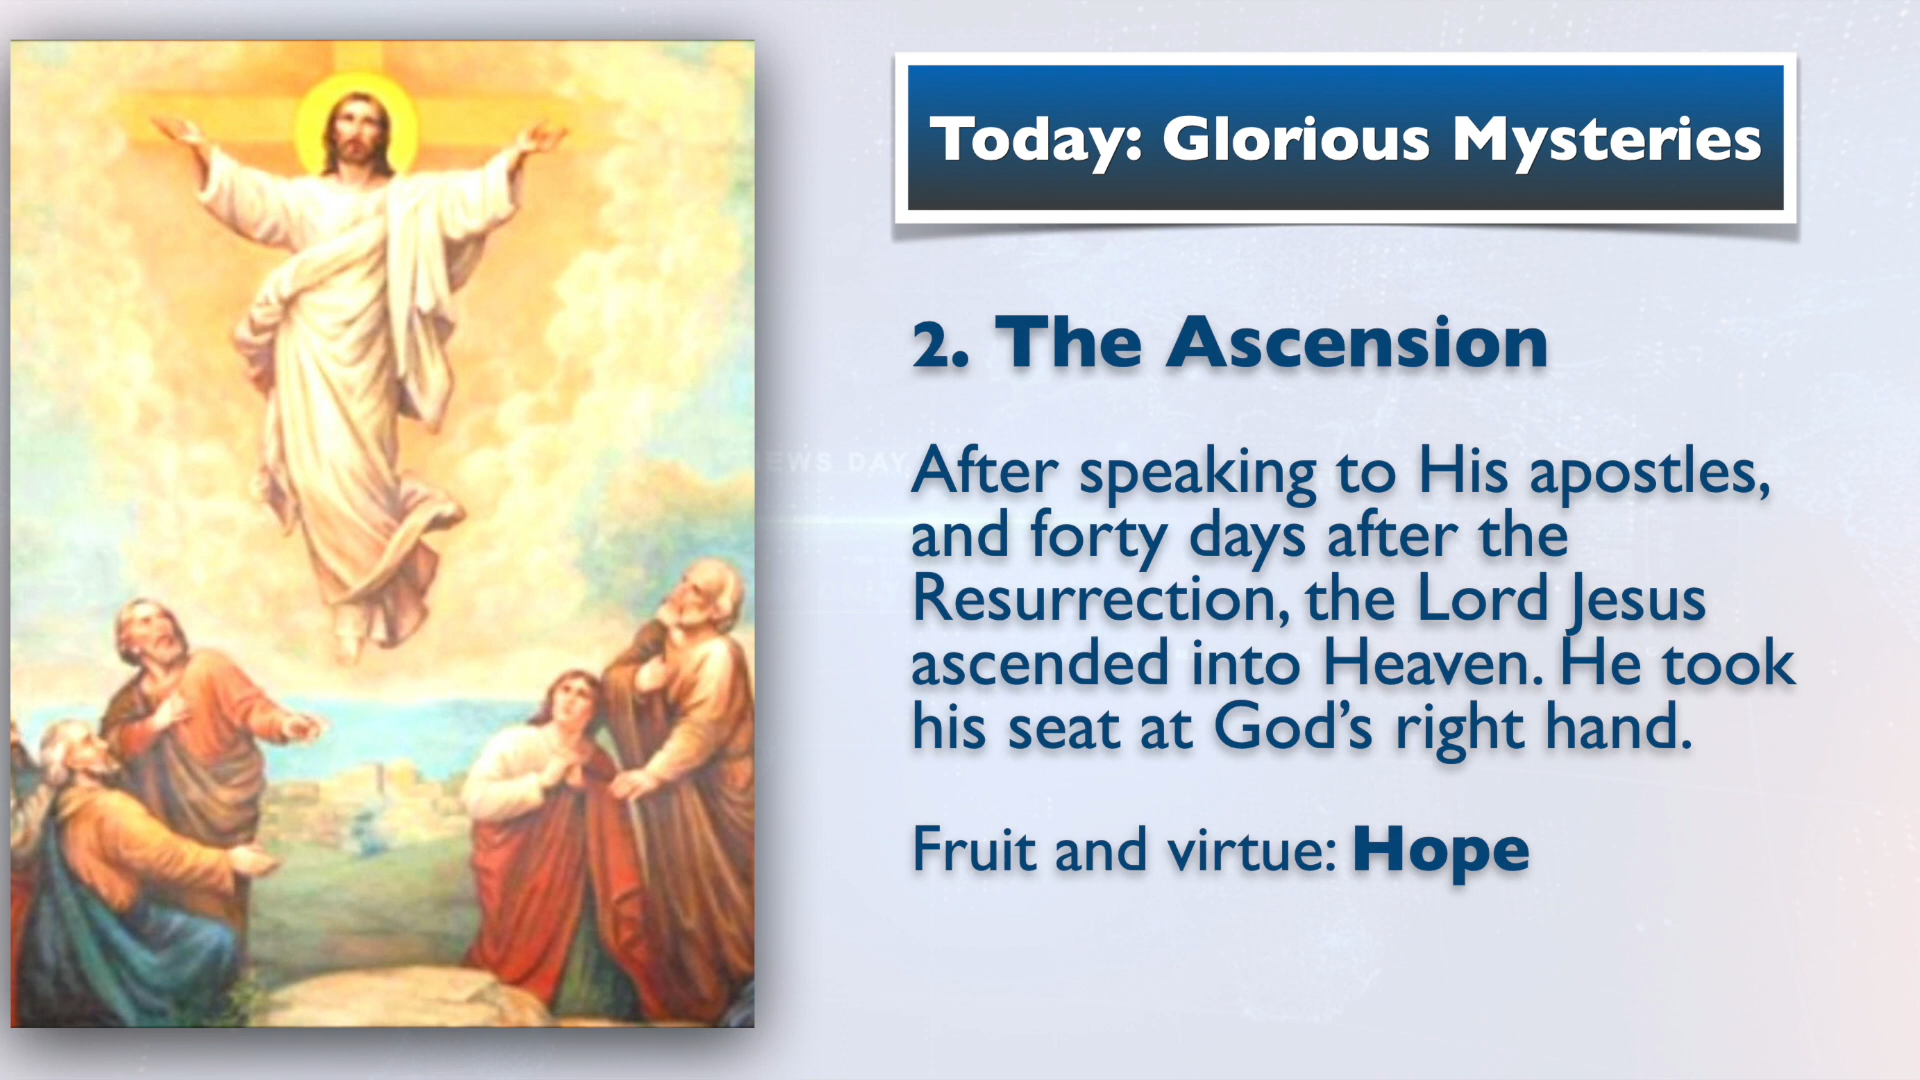 Today: Glorious Mysteries
2. The Ascension
After speaking to His apostles,
and forty days after the
Resurrection, the Lord Jesus
ascended into Heaven. He took
his seat at God’s right hand.
Fruit and virtue: Hope